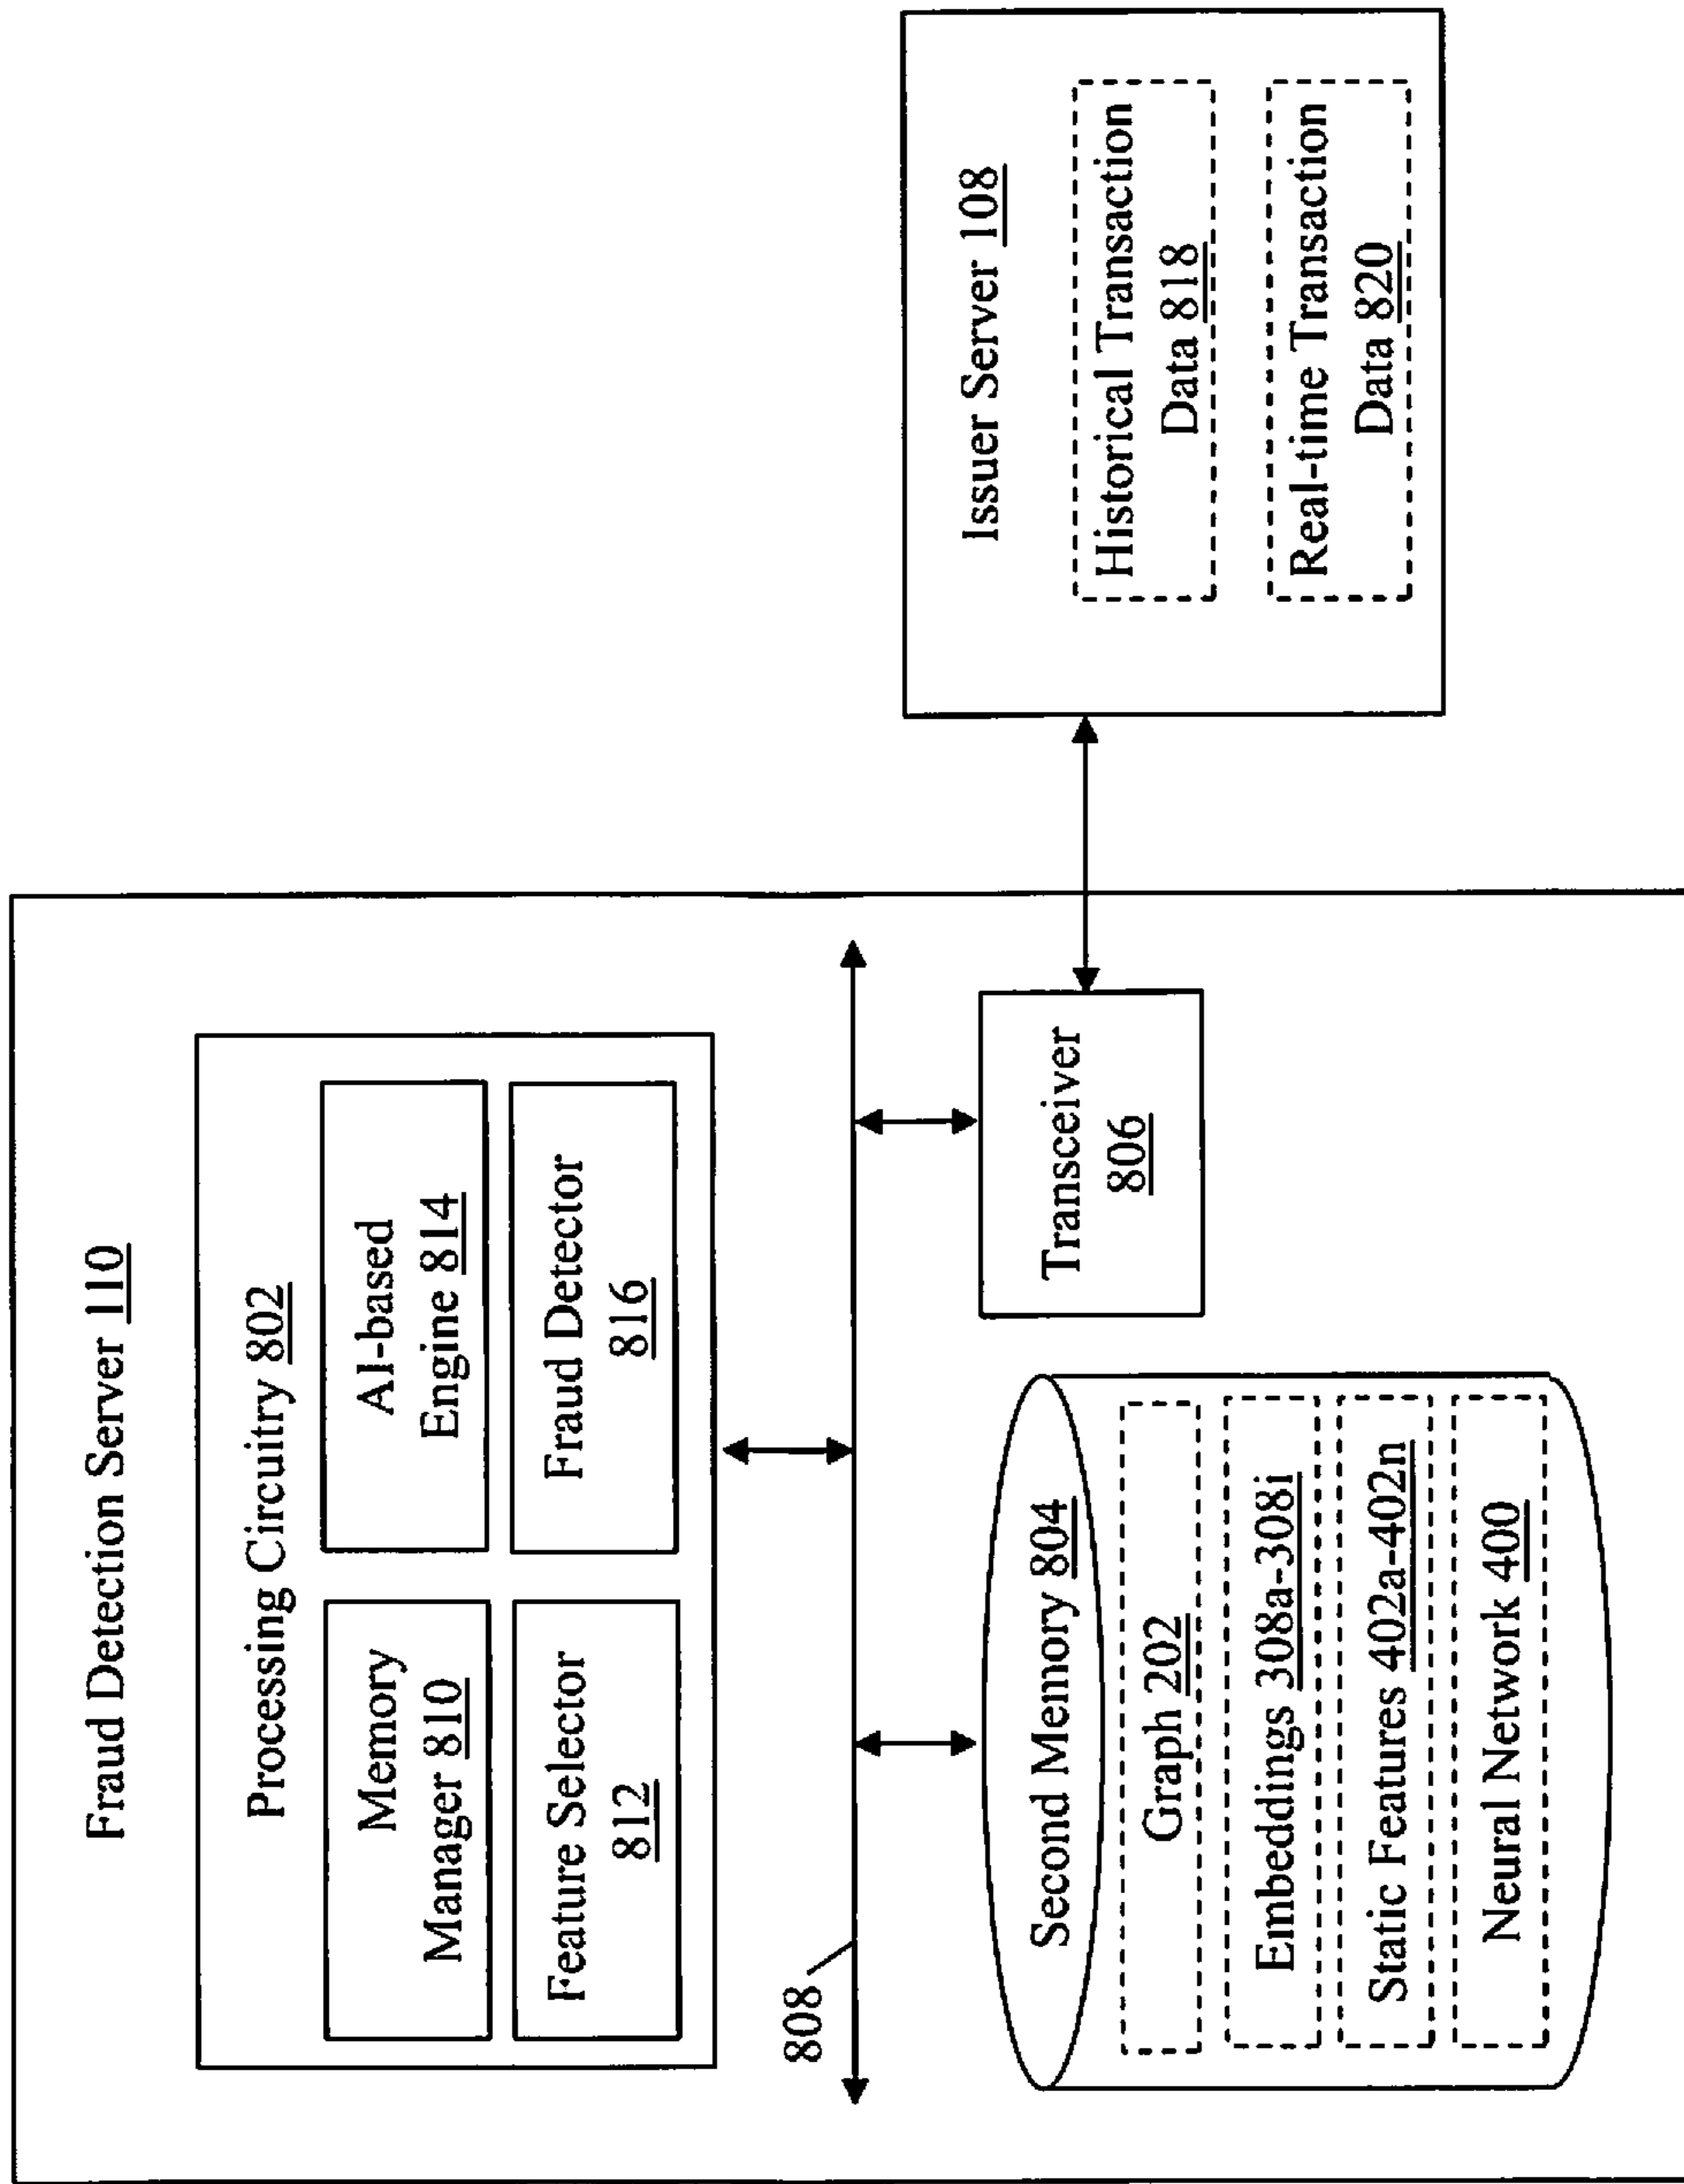 Fraud Detection Server 110
Processing Circuitry 802
Memory
Manager 810
AI-based
Engine 814
Feature Selector
812
Fraud Detector
816
808
Second Memory 804
Graph 202
Embeddings 308a-308i
Static Features 402a-402n
Neural Network 400
Transceiver
806
Issuer Server 108
Historical Transaction
Data 818
Real-time Transaction
Data 820